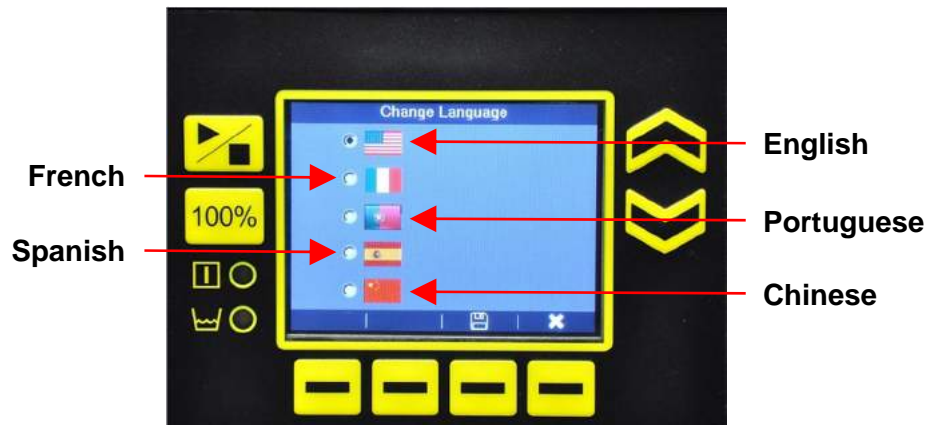 Change Language
English
French
100%
Portuguese
Spanish
Chinese